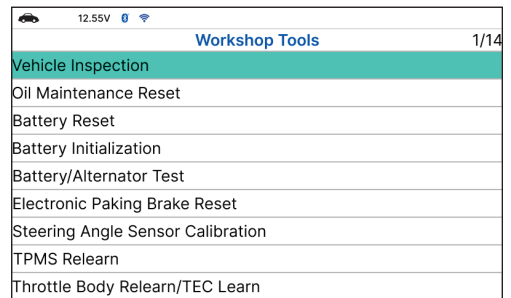 12.55V
Workshop Tools 1/14
Vehicle Inspection
Oil Maintenance Reset
Battery Reset
Battery Initialization
Battery/Alternator Test
Electronic Paking Brake Reset
Steering Angle Sensor Calibration
TPMS Relearn
Throttle Body Relearn/TEC Learn